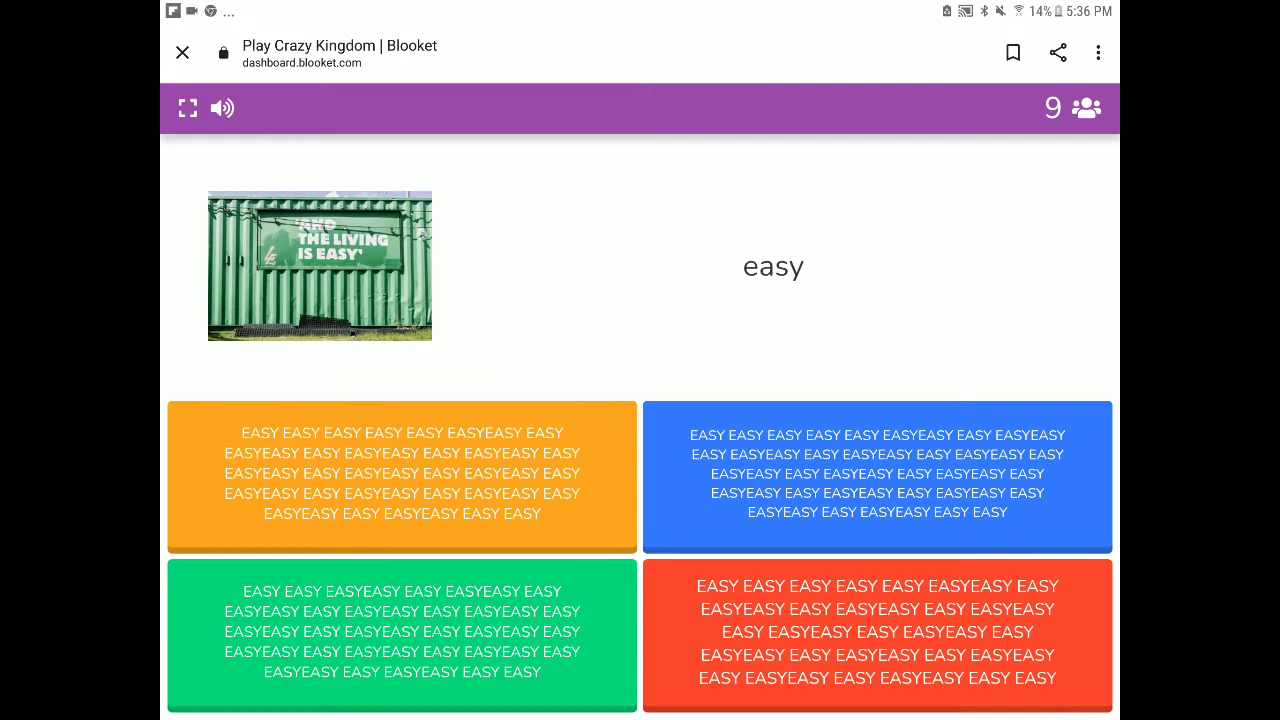 ... 14% 5:36 PM
Play Crazy Kingdom | Blooket
dashboard.blooket.com
9
'AND
THE LIVING
IS EASY'
easy
EASY EASY EASY EASY EASY EASYEASY EASY
EASYEASY EASY EASYEASY EASY EASYEASY EASY
EASYEASY EASY EASYEASY EASY EASYEASY EASY
EASYEASY EASY EASYEASY EASY EASYEASY EASY
EASYEASY EASY EASYEASY EASY EASY
EASY EASY EASY EASY EASY EASYEASY EASY EASYEASY
EASY EASYEASY EASY EASYEASY EASY EASYEASY EASY
EASYEASY EASY EASYEASY EASY EASYEASY EASY
EASYEASY EASY EASYEASY EASY EASYEASY EASY
EASYEASY EASY EASYEASY EASY EASY
EASY EASY EASYEASY EASY EASYEASY EASY
EASYEASY EASY EASYEASY EASY EASYEASY EASY
EASYEASY EASY EASYEASY EASY EASYEASY EASY
EASYEASY EASY EASYEASY EASY EASYEASY EASY
EASYEASY EASY EASYEASY EASY EASY
EASY EASY EASY EASY EASY EASYEASY EASY
EASYEASY EASY EASYEASY EASY EASYEASY
EASY EASYEASY EASY EASYEASY EASY
EASYEASY EASY EASYEASY EASY EASYEASY
EASY EASYEASY EASY EASYEASY EASY EASY